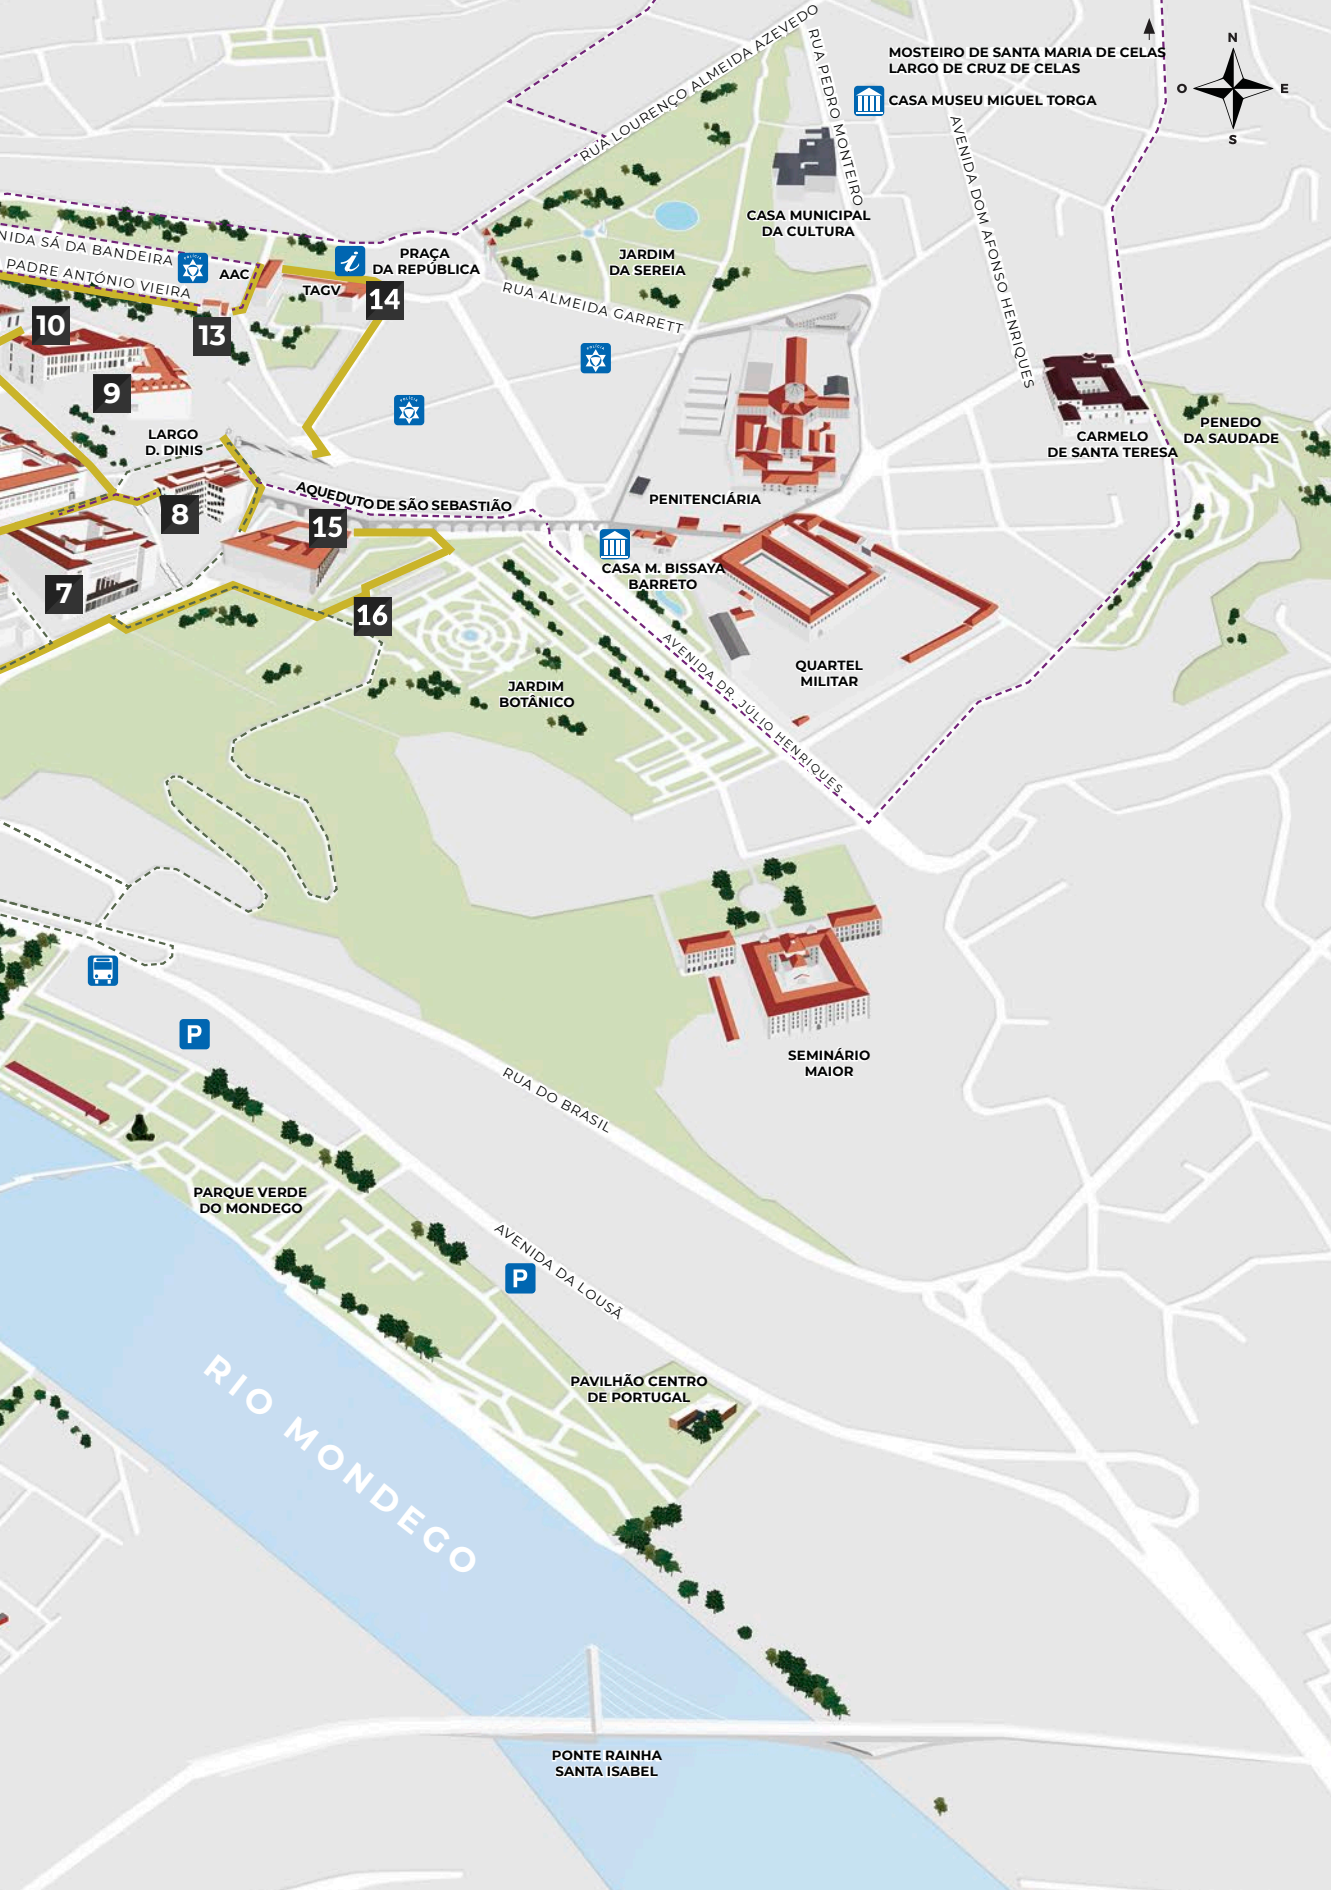 N
O
E
S
MOSTEIRO DE SANTA MARIA DE CELAS
LARGO DE CRUZ DE CELAS
CASA MUSEU MIGUEL TORGA
RUA LOURENÇO ALMEIDA AZEVEDO
RUA PEDRO MONTEIRO
AVENIDA DOM AFONSO HENRIQUES
CASA MUNICIPAL
DA CULTURA
JARDIM
DA SEREIA
RUA ALMEIDA GARRETT
NIDA SÁ DA BANDEIRA
PADRE ANTÓNIO VIEIRA
POLÍCIA
AAC
i
PRAÇA
DA REPÚBLICA
TAGV
14
10
13
9
POLÍCIA
POLÍCIA
LARGO
D. DINIS
CARMELO
DE SANTA TERESA
PENEDO
DA SAUDADE
AQUEDUTO DE SÃO SEBASTIÃO
PENITENCIÁRIA
8
15
7
16
CASA M. BISSAYA
BARRETO
AVENIDA DR. JÚLIO HENRIQUES
QUARTEL
MILITAR
JARDIM
BOTÂNICO
P
SEMINÁRIO
MAIOR
RUA DO BRASIL
PARQUE VERDE
DO MONDEGO
AVENIDA DA LOUSÃ
P
PAVILHÃO CENTRO
DE PORTUGAL
RIO MONDEGO
PONTE RAINHA
SANTA ISABEL